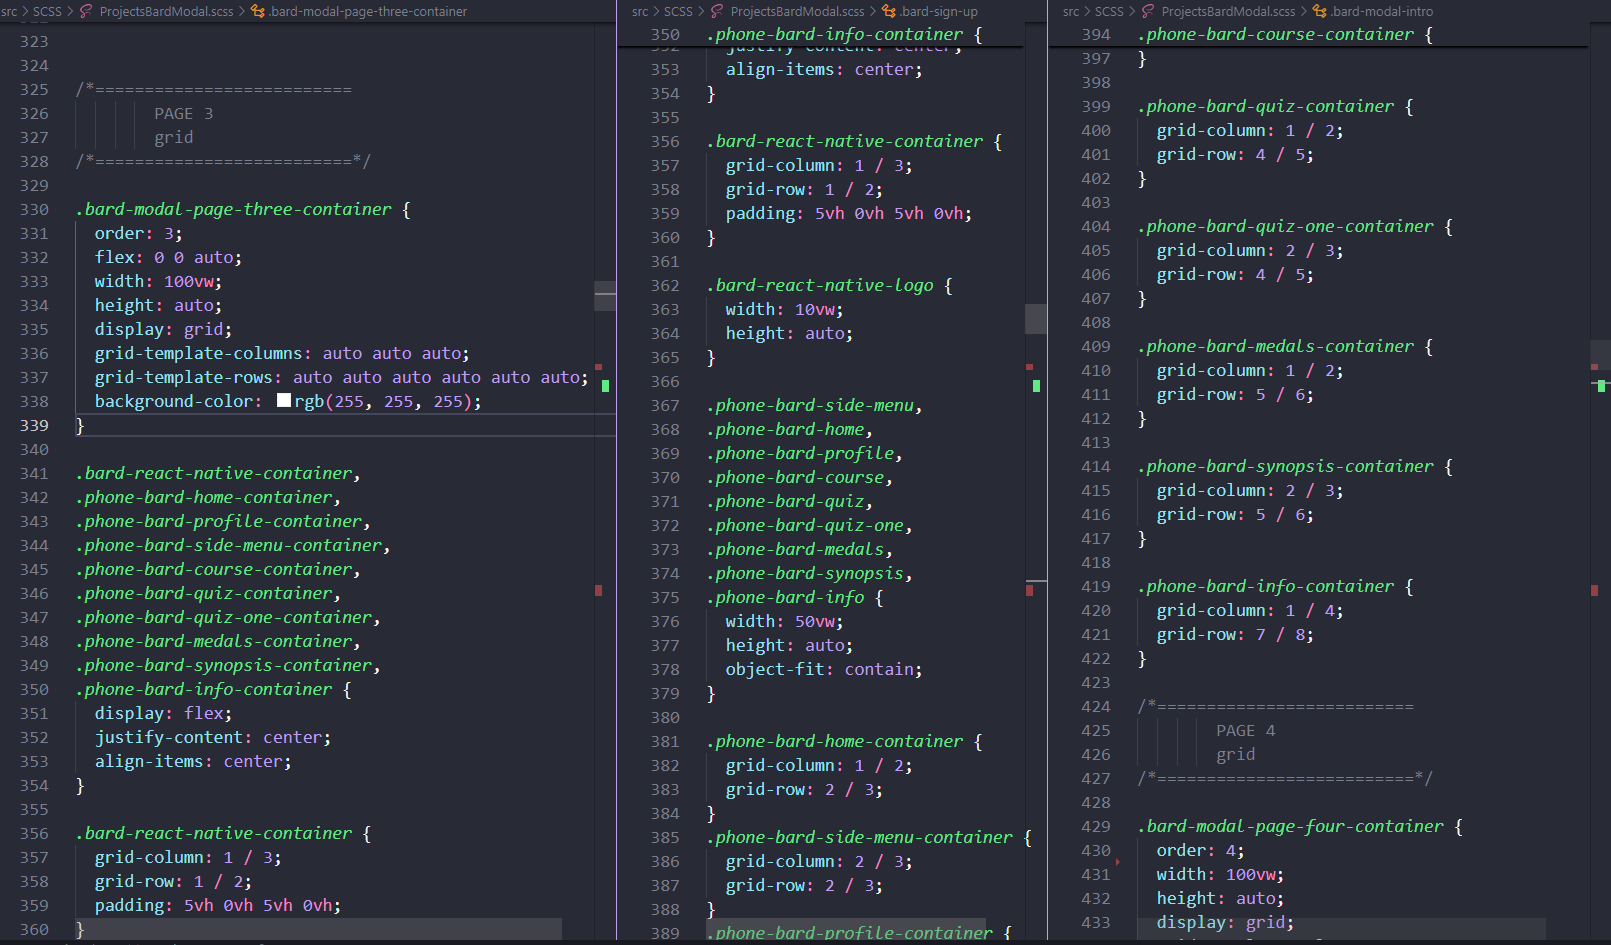 src > SCSS > ProjectsBardModal.scss > .bard-modal-page-three-container
323
324
325 /*==========================
326 PAGE 3
327 grid
328 /*==========================*/
329
330 .bard-modal-page-three-container {
331 order: 3;
332 flex: 0 0 auto;
333 width: 100vw;
334 height: auto;
335 display: grid;
336 grid-template-columns: auto auto auto;
337 grid-template-rows: auto auto auto auto auto auto;
338 background-color: rgb(255, 255, 255);
339 }
340
341 .bard-react-native-container,
342 .phone-bard-home-container,
343 .phone-bard-profile-container,
344 .phone-bard-side-menu-container,
345 .phone-bard-course-container,
346 .phone-bard-quiz-container,
347 .phone-bard-quiz-one-container,
348 .phone-bard-medals-container,
349 .phone-bard-synopsis-container,
350 .phone-bard-info-container {
351 display: flex;
352 justify-content: center;
353 align-items: center;
354 }
355
356 .bard-react-native-container {
357 grid-column: 1 / 3;
358 grid-row: 1 / 2;
359 padding: 5vh 0vh 5vh 0vh;
360 }
src > SCSS > ProjectsBardModal.scss > .bard-sign-up
350 .phone-bard-info-container {
352 justify-content: center;
353 align-items: center;
354 }
355
356 .bard-react-native-container {
357 grid-column: 1 / 3;
358 grid-row: 1 / 2;
359 padding: 5vh 0vh 5vh 0vh;
360 }
361
362 .bard-react-native-logo {
363 width: 10vw;
364 height: auto;
365 }
366
367 .phone-bard-side-menu,
368 .phone-bard-home,
369 .phone-bard-profile,
370 .phone-bard-course,
371 .phone-bard-quiz,
372 .phone-bard-quiz-one,
373 .phone-bard-medals,
374 .phone-bard-synopsis,
375 .phone-bard-info {
376 width: 50vw;
377 height: auto;
378 object-fit: contain;
379 }
380
381 .phone-bard-home-container {
382 grid-column: 1 / 2;
383 grid-row: 2 / 3;
384 }
385 .phone-bard-side-menu-container {
386 grid-column: 2 / 3;
387 grid-row: 2 / 3;
388 }
389 .phone-bard-profile-container {
src > SCSS > ProjectsBardModal.scss > .bard-modal-intro
394 .phone-bard-course-container {
397 }
398
399 .phone-bard-quiz-container {
400 grid-column: 1 / 2;
401 grid-row: 4 / 5;
402 }
403
404 .phone-bard-quiz-one-container {
405 grid-column: 2 / 3;
406 grid-row: 4 / 5;
407 }
408
409 .phone-bard-medals-container {
410 grid-column: 1 / 2;
411 grid-row: 5 / 6;
412 }
413
414 .phone-bard-synopsis-container {
415 grid-column: 2 / 3;
416 grid-row: 5 / 6;
417 }
418
419 .phone-bard-info-container {
420 grid-column: 1 / 4;
421 grid-row: 7 / 8;
422 }
423
424 /*==========================
425 PAGE 4
426 grid
427 /*==========================*/
428
429 .bard-modal-page-four-container {
430 order: 4;
431 width: 100vw;
432 height: auto;
433 display: grid;